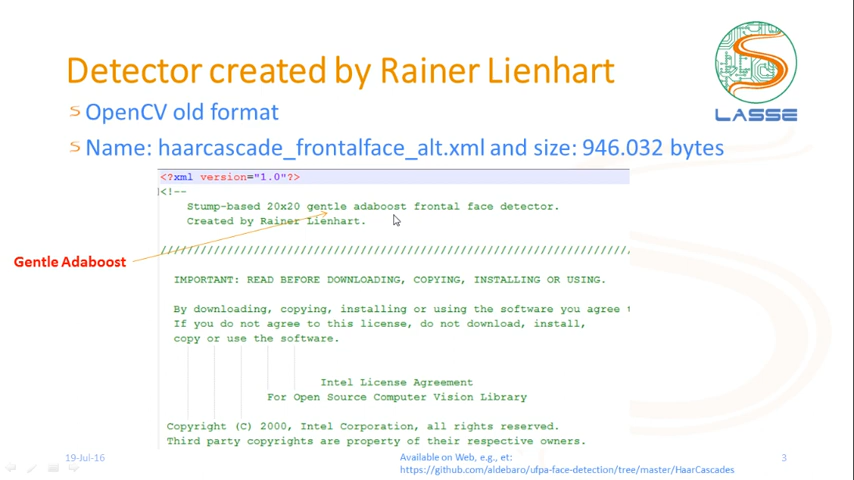 Detector created by Rainer Lienhart
LASSE
OpenCV old format
Name: haarcascade_frontalface_alt.xml and size: 946.032 bytes
<?xml version="1.0"?>
<!--
Stump-based 20x20 gentle adaboost frontal face detector.
Created by Rainer Lienhart.
Gentle Adaboost
////////////////////////////////////////////////////////////////////////
IMPORTANT: READ BEFORE DOWNLOADING, COPYING, INSTALLING OR USING.
By downloading, copying, installing or using the software you agree t
If you do not agree to this license, do not download, install,
copy or use the software.
Intel License Agreement
For Open Source Computer Vision Library
Copyright (C) 2000, Intel Corporation, all rights reserved.
Third party copyrights are property of their respective owners.
19-Jul-16
Available on Web, e.g., et:
https://github.com/aldebaro/ufpa-face-detection/tree/master/HaarCascades
3